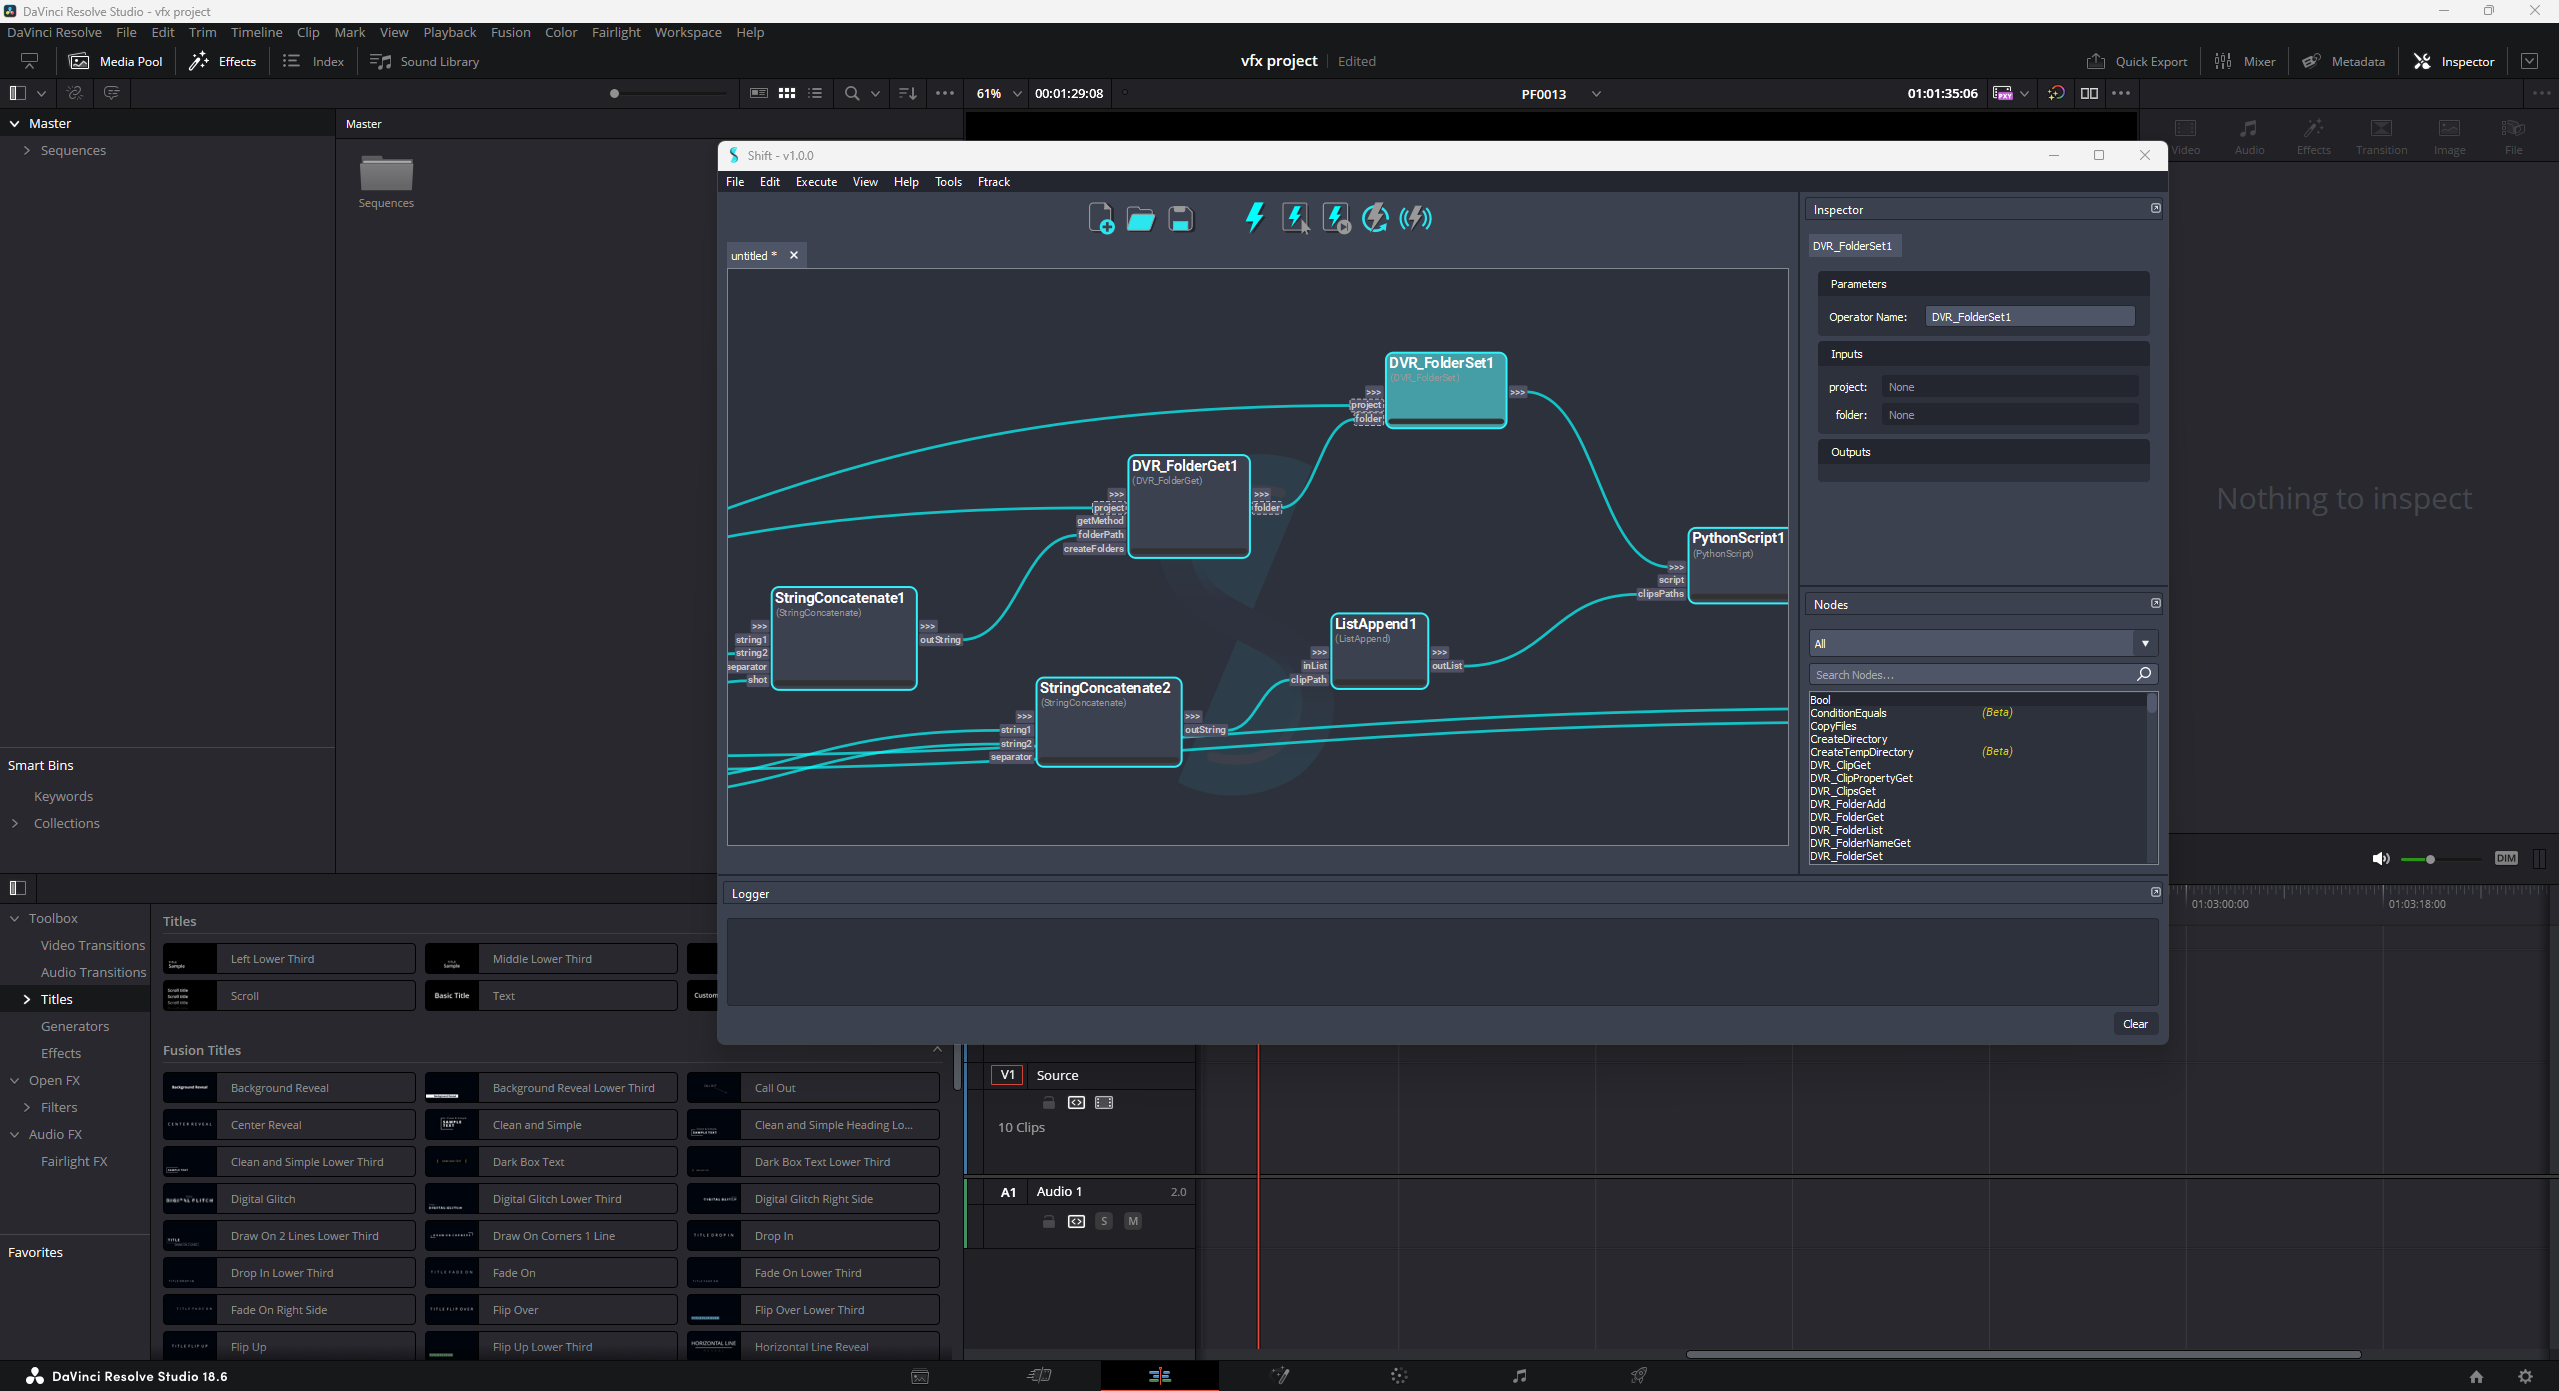 DaVinci Resolve Studio - vfx project
DaVinci Resolve File Edit Trim Timeline Clip Mark View Playback Fusion Color Fairlight Workspace Help
Media Pool Effects Index Sound Library
vfx project Edited
Quick Export Mixer Metadata Inspector
61% 00:01:29:08 PF0013 01:01:35:06
Master
Sequences
Master
Sequences
Video Audio Effects Transition Image File
Nothing to inspect
Smart Bins
Keywords
Collections
Shift - v1.0.0
File Edit Execute View Help Tools Ftrack
untitled *
DVR_FolderSet1
(DVR_FolderSet)
>>>
project
folder
>>>
DVR_FolderGet1
(DVR_FolderGet)
>>>
project
getMethod
folderPath
createFolders
>>>
folder
StringConcatenate1
(StringConcatenate)
>>>
string1
string2
separator
shot
>>>
outString
StringConcatenate2
(StringConcatenate)
>>>
string1
string2
separator
>>>
outString
ListAppend1
(ListAppend)
>>>
inList
clipPath
>>>
outList
PythonScript1
(PythonScript)
>>>
script
clipsPaths
Inspector
DVR_FolderSet1
Parameters
Operator Name: DVR_FolderSet1
Inputs
project: None
folder: None
Outputs
Nodes
All
Search Nodes...
Bool
ConditionEquals (Beta)
CopyFiles
CreateDirectory
CreateTempDirectory (Beta)
DVR_ClipGet
DVR_ClipPropertyGet
DVR_ClipsGet
DVR_FolderAdd
DVR_FolderGet
DVR_FolderList
DVR_FolderNameGet
DVR_FolderSet
Logger
Clear
DIM
01:03:00:00 01:03:18:00
Toolbox
Video Transitions
Audio Transitions
Titles
Generators
Effects
Open FX
Filters
Audio FX
Fairlight FX
Favorites
Titles
Left Lower Third
Middle Lower Third
Scroll
Basic Title Text
Custom
Fusion Titles
Background Reveal
Background Reveal Lower Third
Call Out
Center Reveal
Clean and Simple
Clean and Simple Heading Lo...
Clean and Simple Lower Third
Dark Box Text
Dark Box Text Lower Third
Digital Glitch
Digital Glitch Lower Third
Digital Glitch Right Side
Draw On 2 Lines Lower Third
Draw On Corners 1 Line
Drop In
Drop In Lower Third
Fade On
Fade On Lower Third
Fade On Right Side
Flip Over
Flip Over Lower Third
Flip Up
Flip Up Lower Third
Horizontal Line Reveal
V1 Source
10 Clips
A1 Audio 1 2.0
S M
DaVinci Resolve Studio 18.6